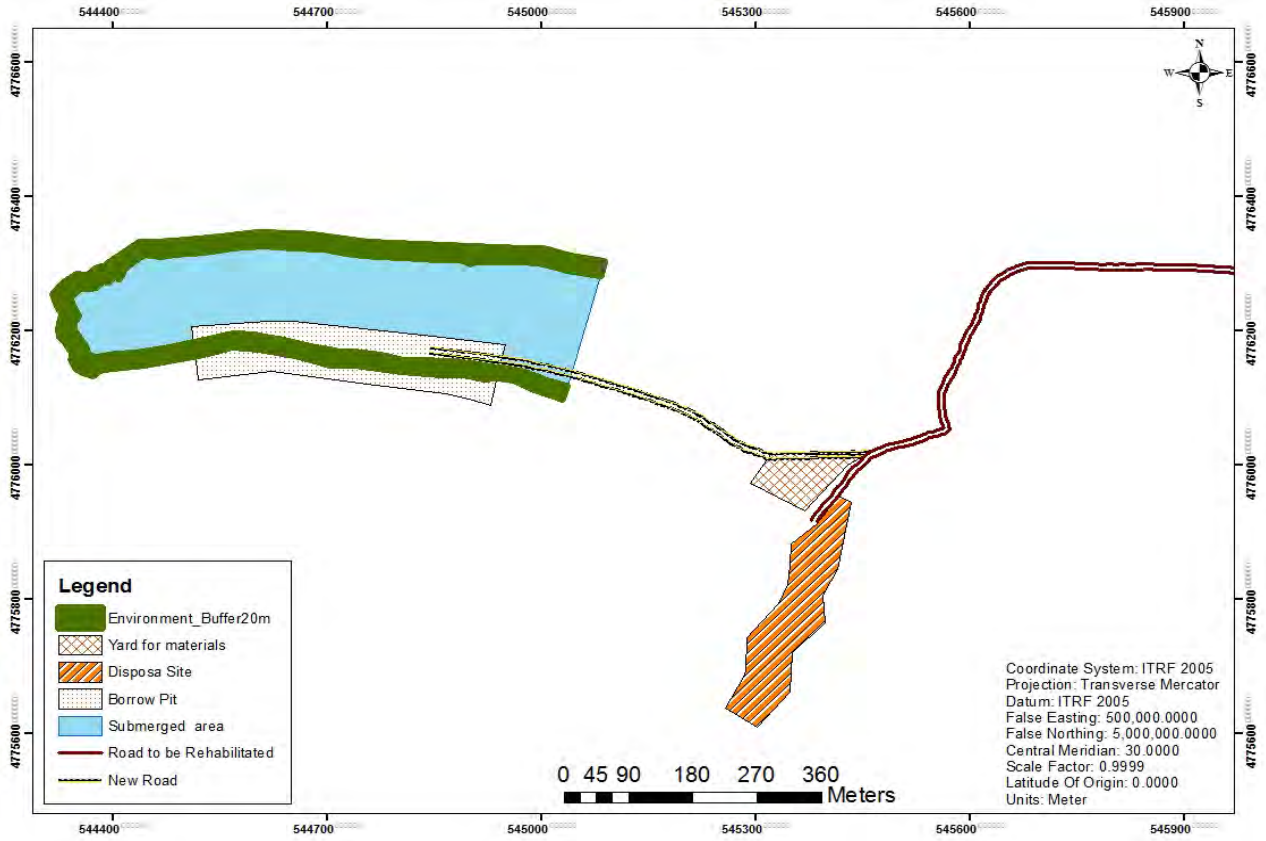 544400 544700 545000 545300 545600 545900
N
W E
S
4776600 4776600
4776400 4776400
4776200 4776200
4776000 4776000
4775800 4775800
4775600 4775600
Legend
Environment_Buffer20m
Yard for materials
Disposa Site
Borrow Pit
Submerged area
Road to be Rehabilitated
New Road
0 45 90 180 270 360
Meters
Coordinate System: ITRF 2005
Projection: Transverse Mercator
Datum: ITRF 2005
False Easting: 500,000.0000
False Northing: 5,000,000.0000
Central Meridian: 30.0000
Scale Factor: 0.9999
Latitude Of Origin: 0.0000
Units: Meter
544400 544700 545000 545300 545600 545900